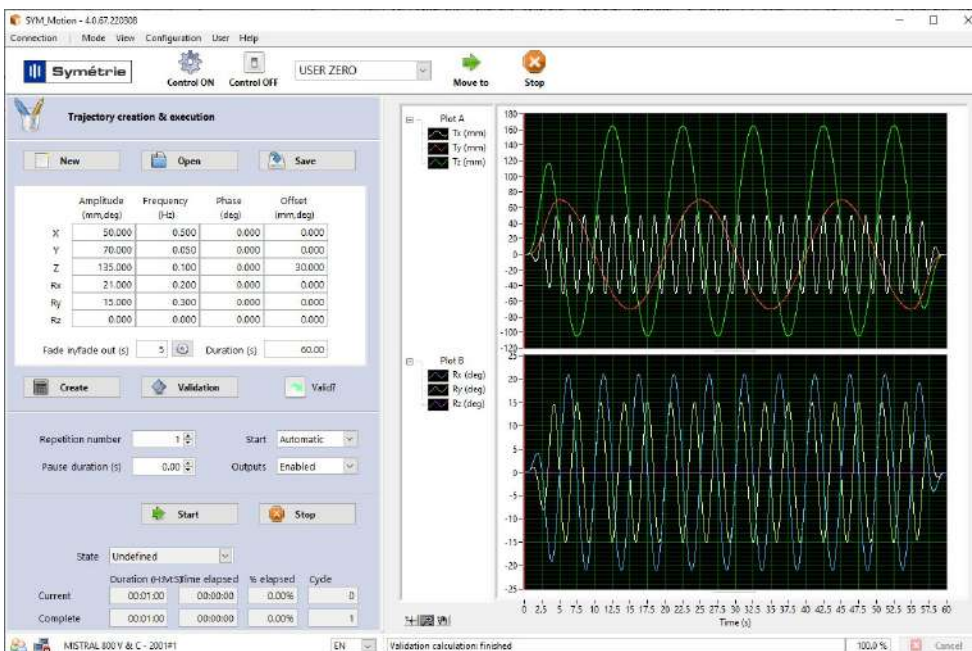 SYM_Motion - 4.0.67.220308
Connection Mode View Configuration User Help
Symétrie
Control ON Control OFF USER ZERO Move to Stop
Trajectory creation & execution
New Open Save
Amplitude (mm,deg) Frequency (Hz) Phase (deg) Offset (mm,deg)
X 50.000 0.500 0.000 0.000
Y 70.000 0.050 0.000 0.000
Z 135.000 0.100 0.000 30.000
Rx 21.000 0.200 0.000 0.000
Ry 15.000 0.300 0.000 0.000
Rz 0.000 0.000 0.000 0.000
Fade in/fade out (s) 5 Duration (s) 60.00
Create Validation Valid?
Repetition number 1 Start Automatic
Pause duration (s) 0.00 Outputs Enabled
Start Stop
State Undefined
Duration (H:M:S) Time elapsed % elapsed Cycle
Current 00:01:00 00:00:00 0.00% 0
Complete 00:01:00 00:00:00 0.00% 1
Plot A
Tx (mm)
Ty (mm)
Tz (mm)
180
160
140
120
100
80
60
40
20
0
-20
-40
-60
-80
-100
-120
Plot B
Rx (deg)
Ry (deg)
Rz (deg)
25
20
15
10
5
0
-5
-10
-15
-20
-25
0 2.5 5 7.5 10 12.5 15 17.5 20 22.5 25 27.5 30 32.5 35 37.5 40 42.5 45 47.5 50 52.5 55 57.5 60
Time (s)
MISTRAL 800 V & C - 2001#1 EN Validation calculation: finished 100.0 % Cancel